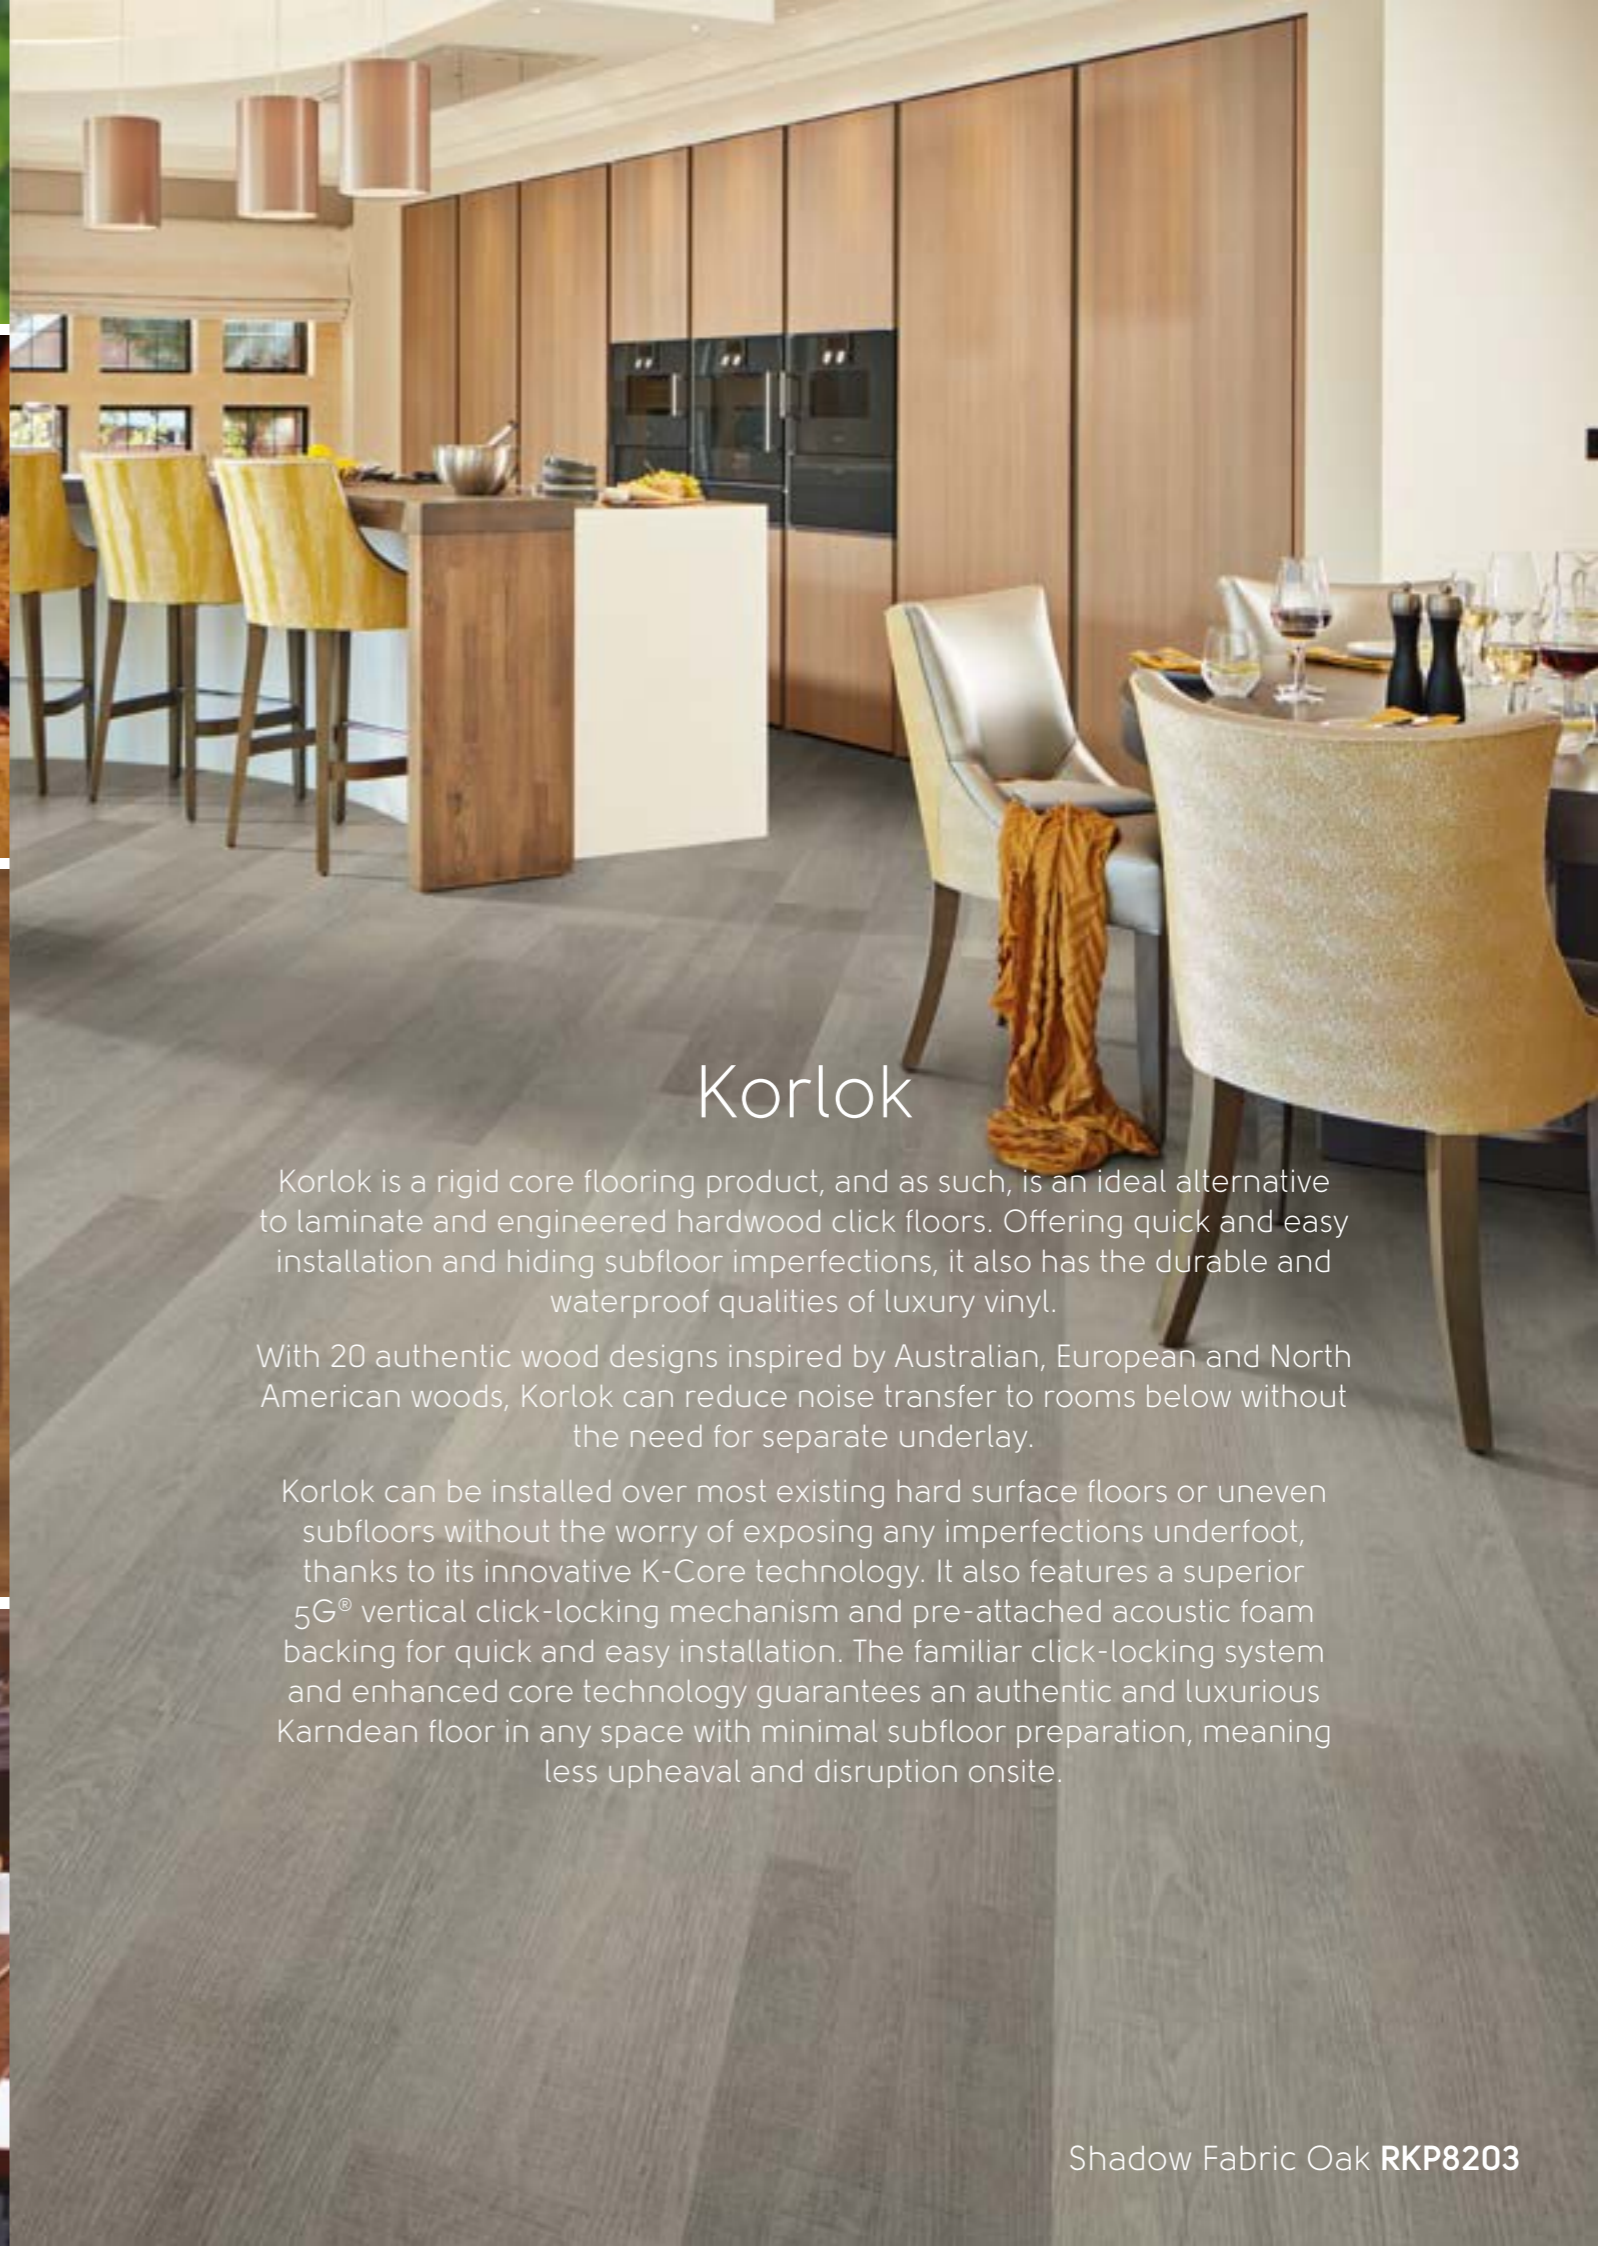 Korlok
Korlok is a rigid core flooring product, and as such, is an ideal alternative
to laminate and engineered hardwood click floors. Offering quick and easy
installation and hiding subfloor imperfections, it also has the durable and
waterproof qualities of luxury vinyl.
With 20 authentic wood designs inspired by Australian, European and North
American woods, Korlok can reduce noise transfer to rooms below without
the need for separate underlay.
Korlok can be installed over most existing hard surface floors or uneven
subfloors without the worry of exposing any imperfections underfoot,
thanks to its innovative K-Core technology. It also features a superior
5G® vertical click-locking mechanism and pre-attached acoustic foam
backing for quick and easy installation. The familiar click-locking system
and enhanced core technology guarantees an authentic and luxurious
Karndean floor in any space with minimal subfloor preparation, meaning
less upheaval and disruption onsite.
Shadow Fabric Oak RKP8203